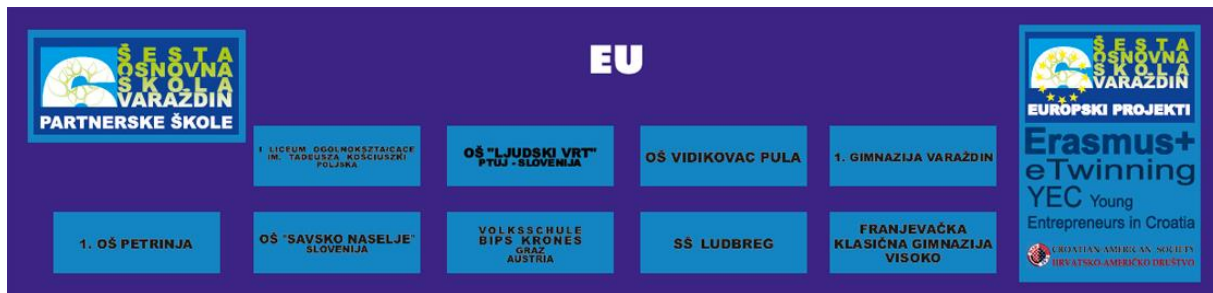 ŠESTA
OSNOVNA
ŠKOLA
VARAŽDIN
PARTNERSKE ŠKOLE
EU
I LICEUM OGOLNOKSZTAŁCĄCE
IM. TADEUSZA KOŚCIUSZKI
POLJSKA
OŠ "LJUDSKI VRT"
PTUJ - SLOVENIJA
OŠ VIDIKOVAC PULA
1. GIMNAZIJA VARAŽDIN
1. OŠ PETRINJA
OŠ "SAVSKO NASELJE"
SLOVENIJA
VOLKSSCHULE
BIPS KRONES
GRAZ
AUSTRIA
SŠ LUDBREG
FRANJEVAČKA
KLASIČNA GIMNAZIJA
VISOKO
ŠESTA
OSNOVNA
ŠKOLA
VARAŽDIN
EUROPSKI PROJEKTI
Erasmus+
eTwinning
YEC Young
Entrepreneurs in Croatia
CROATIAN-AMERICAN SOCIETY
HRVATSKO-AMERIČKO DRUŠTVO